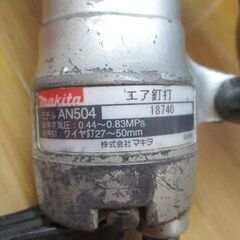 Makita エア釘打
モデル AN504 18740
使用空気圧：0.44～0.83MPa
使用釘：ワイヤ釘27～50mm
株式会社 マキタ